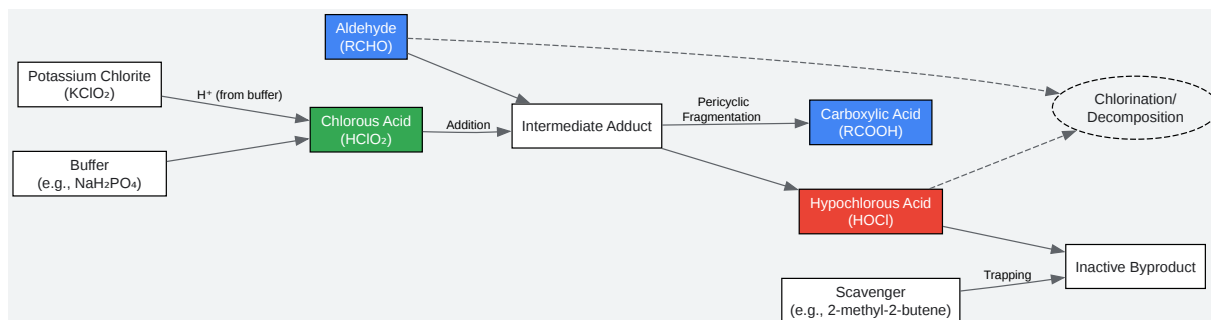 Aldehyde
(RCHO)
Potassium Chlorite
(KClO₂)
H⁺ (from buffer)
Chlorous Acid
(HClO₂)
Addition
Intermediate Adduct
Pericyclic
Fragmentation
Carboxylic Acid
(RCOOH)
Chlorination/
Decomposition
Buffer
(e.g., NaH₂PO₄)
Hypochlorous Acid
(HOCl)
Inactive Byproduct
Trapping
Scavenger
(e.g., 2-methyl-2-butene)